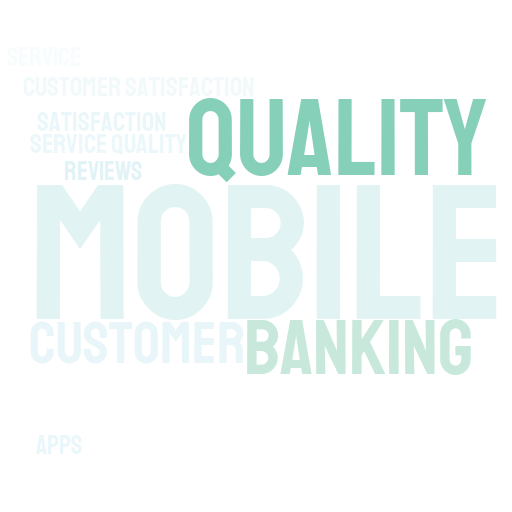 SERVICE
CUSTOMER SATISFACTION
QUALITY
SATISFACTION
SERVICE QUALITY
REVIEWS
MOBILE
CUSTOMER
BANKING
APPS